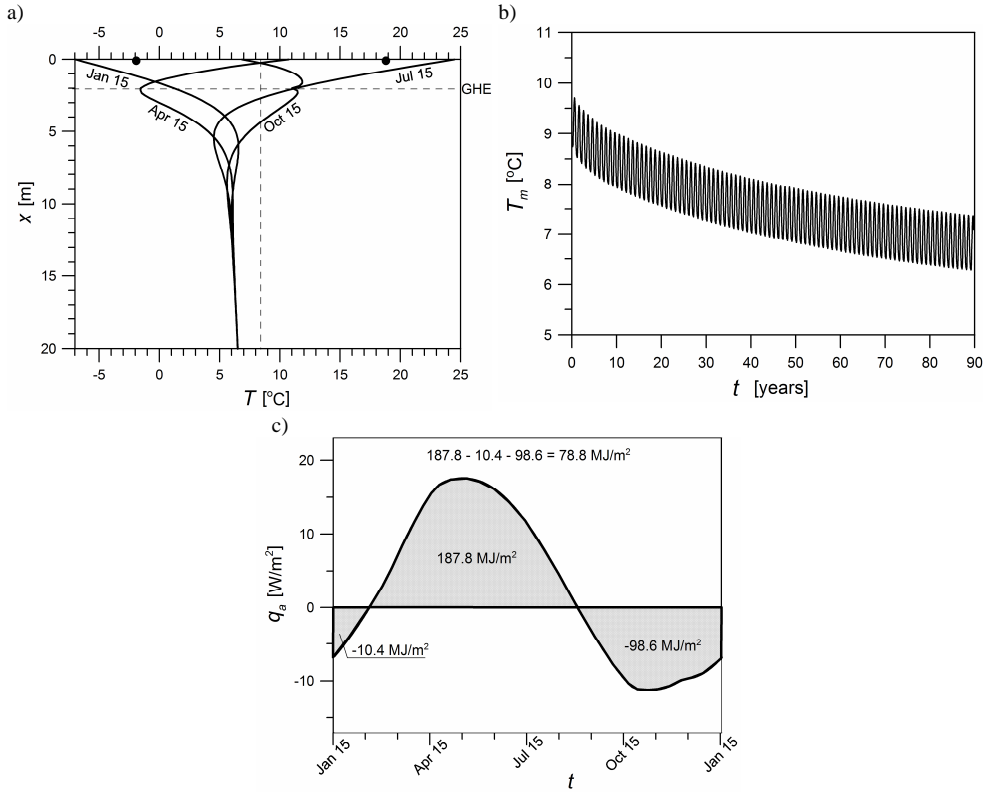 a)
-5 0 5 10 15 20 25
0
5
10
15
20
x [m]
Jan 15
Jul 15
GHE
Apr 15
Oct 15
-5 0 5 10 15 20 25
T [°C]
b)
11
10
9
8
7
6
5
Tm [°C]
0 10 20 30 40 50 60 70 80 90
t [years]
c)
187.8 - 10.4 - 98.6 = 78.8 MJ/m²
20
10
0
-10
qa [W/m²]
187.8 MJ/m²
-10.4 MJ/m²
-98.6 MJ/m²
Jan 15 Apr 15 Jul 15 Oct 15 Jan 15
t